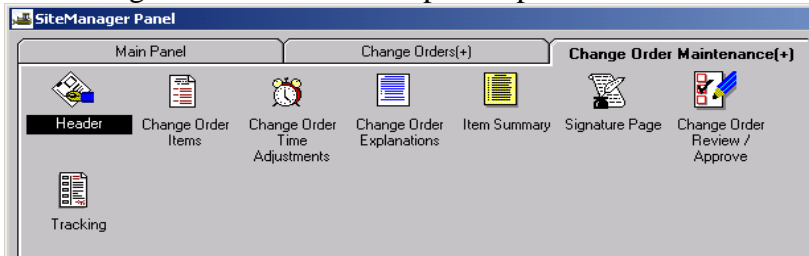 SiteManager Panel
Main Panel
Change Orders(+)
Change Order Maintenance(+)
Header
Change Order
Items
Change Order
Time
Adjustments
Change Order
Explanations
Item Summary
Signature Page
Change Order
Review /
Approve
Tracking